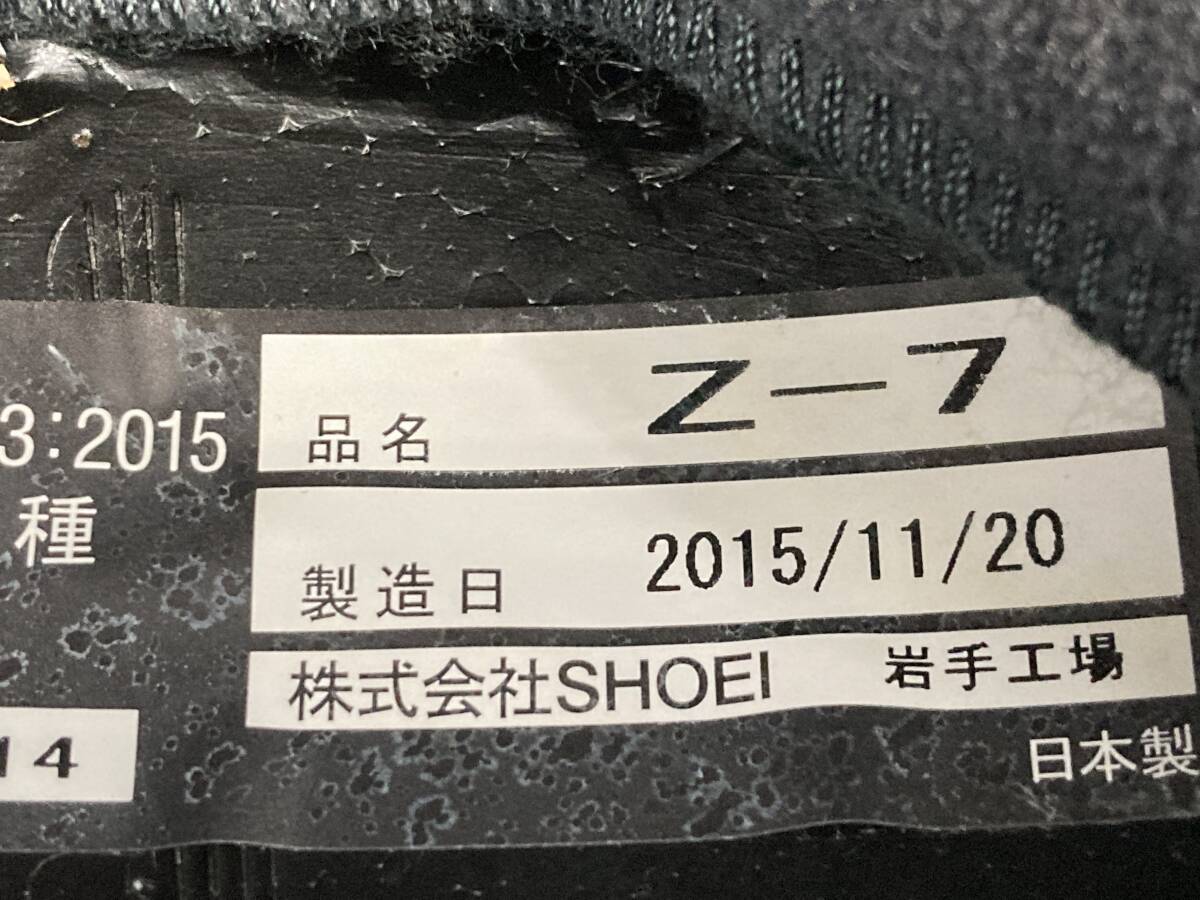 3:2015
種
14
品名 Z-7
製造日 2015/11/20
株式会社SHOEI 岩手工場
日本製